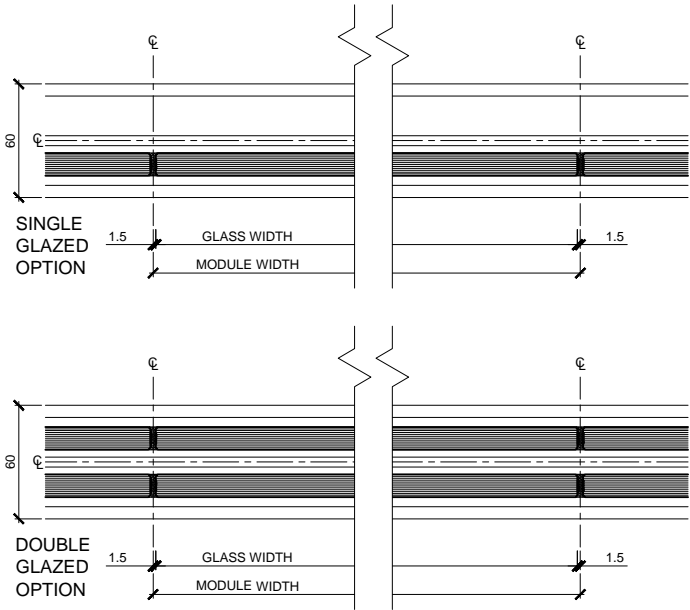 ℄ ℄
60
℄
SINGLE
GLAZED
OPTION
1.5 GLASS WIDTH 1.5
MODULE WIDTH
℄ ℄
60
℄
DOUBLE
GLAZED
OPTION
1.5 GLASS WIDTH 1.5
MODULE WIDTH